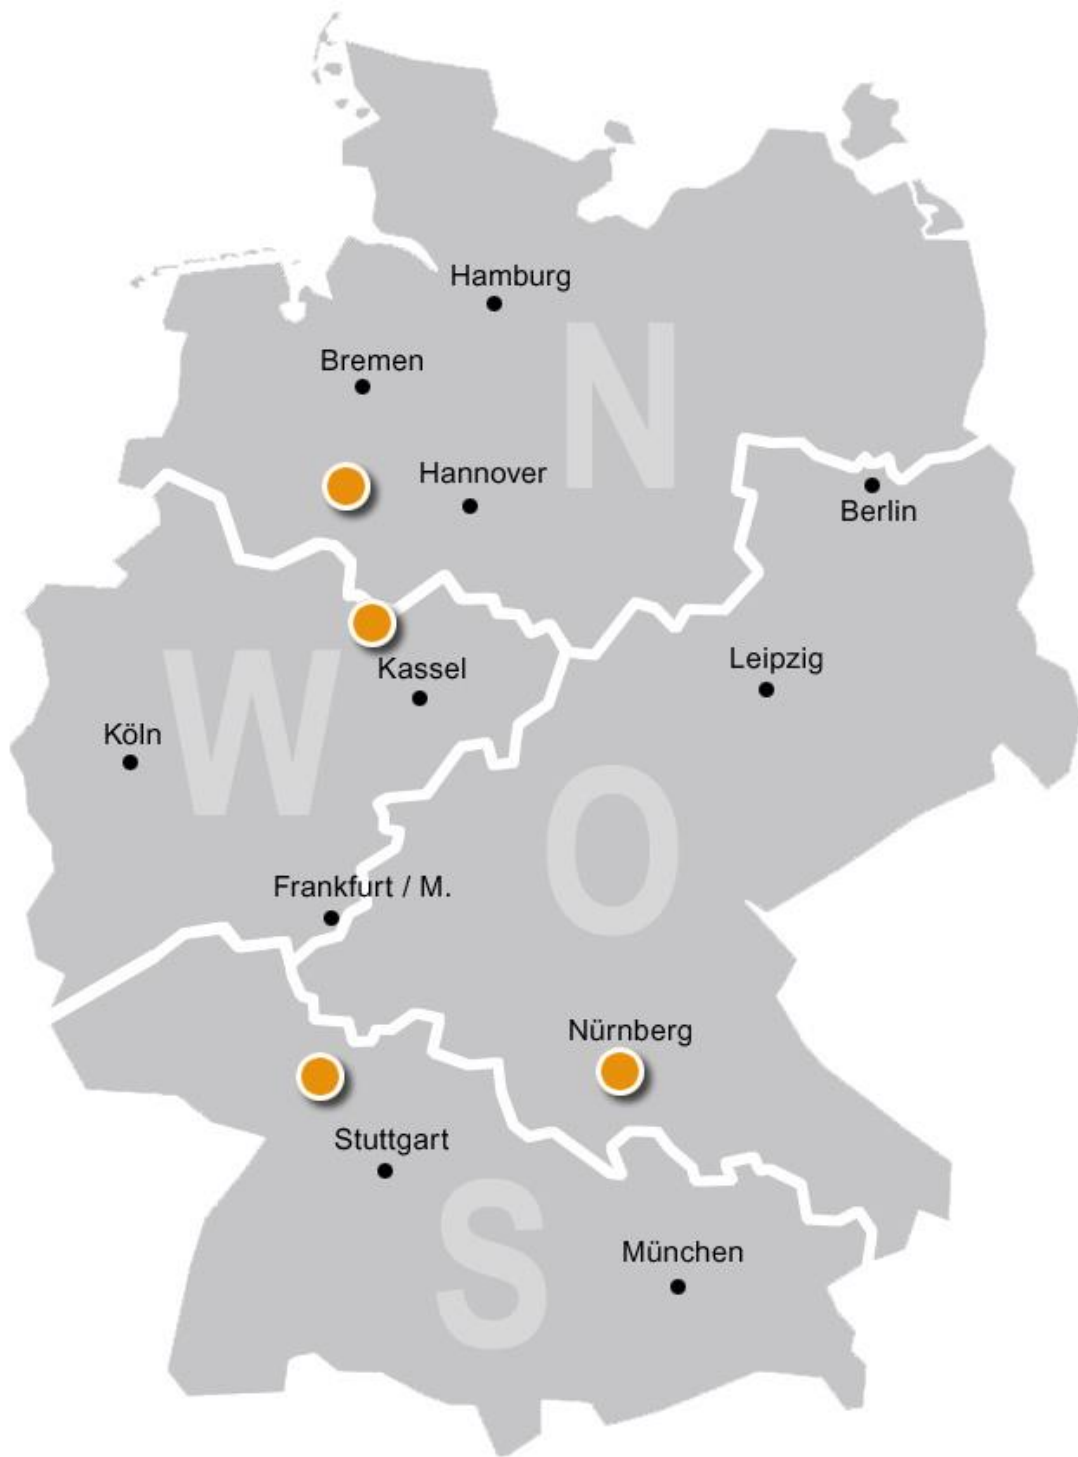 Hamburg
N
Bremen
Hannover
Berlin
W
Kassel
Leipzig
Köln
O
Frankfurt / M.
Nürnberg
Stuttgart
S
München